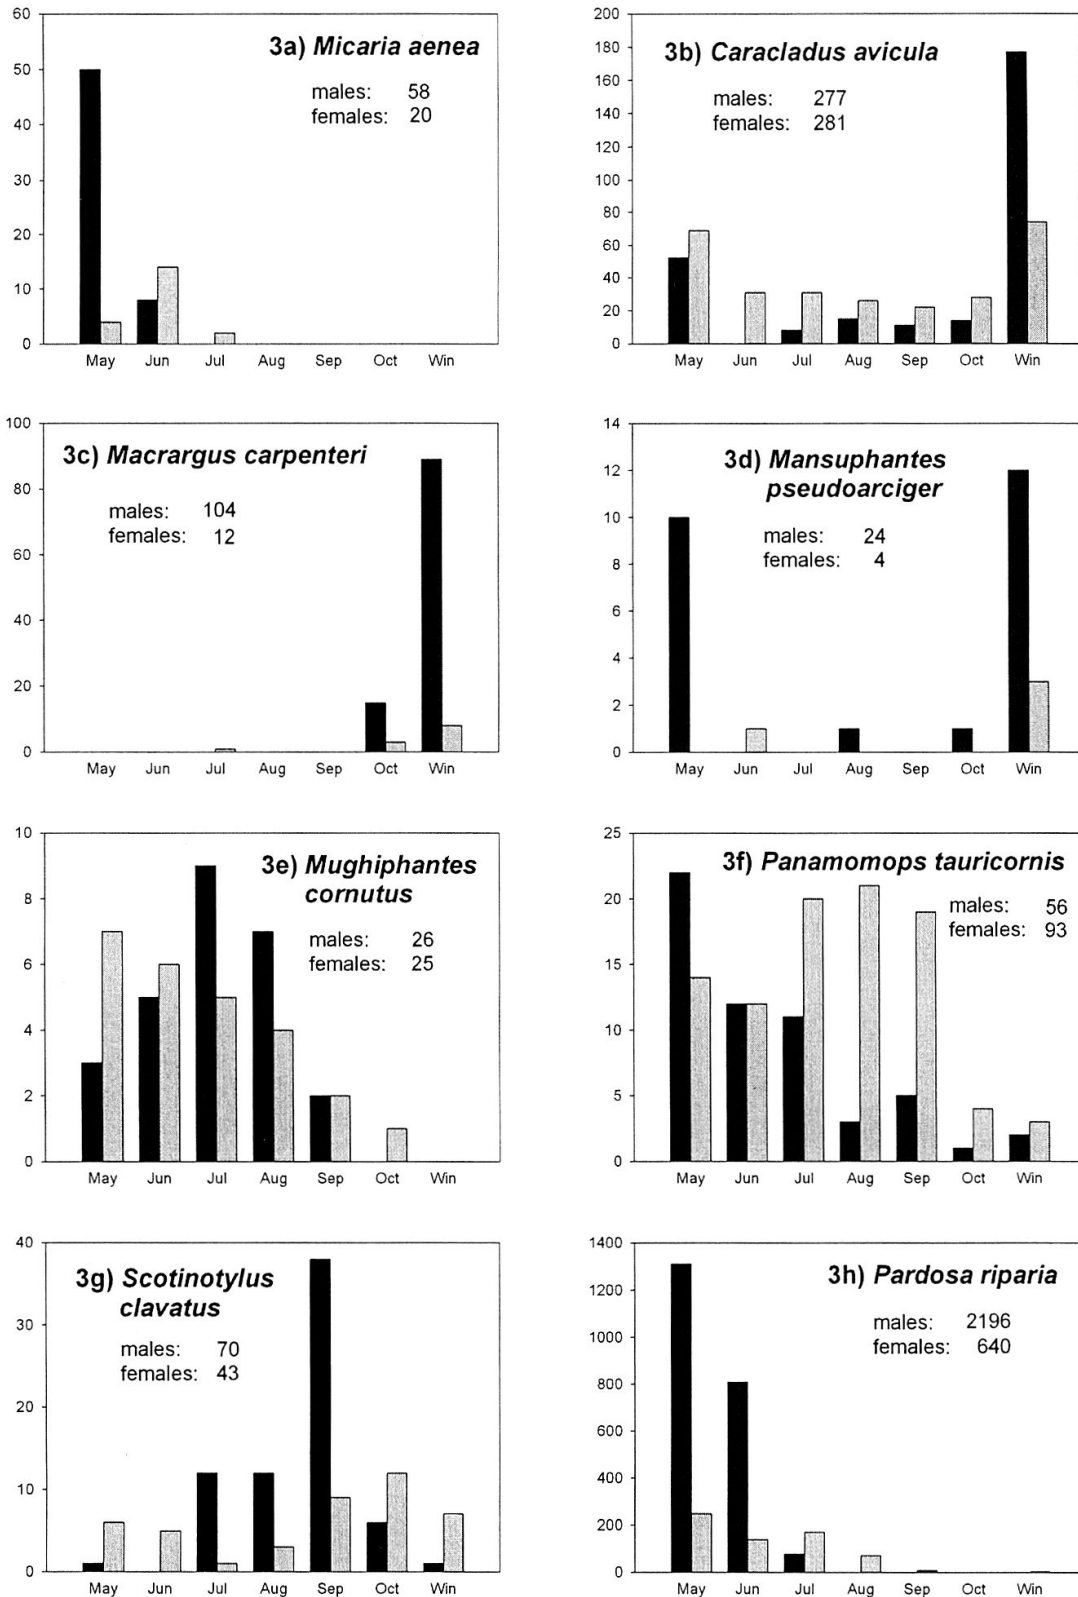 3a) Micaria aenea
males: 58
females: 20
60
50
40
30
20
10
0
May Jun Jul Aug Sep Oct Win
3b) Caracladus avicula
males: 277
females: 281
200
180
160
140
120
100
80
60
40
20
0
May Jun Jul Aug Sep Oct Win
3c) Macrargus carpenteri
males: 104
females: 12
100
80
60
40
20
0
May Jun Jul Aug Sep Oct Win
3d) Mansuphantes
pseudoarciger
males: 24
females: 4
14
12
10
8
6
4
2
0
May Jun Jul Aug Sep Oct Win
3e) Mughiphantes
cornutus
males: 26
females: 25
10
8
6
4
2
0
May Jun Jul Aug Sep Oct Win
3f) Panamomops tauricornis
males: 56
females: 93
25
20
15
10
5
0
May Jun Jul Aug Sep Oct Win
3g) Scotinotylus
clavatus
males: 70
females: 43
40
30
20
10
0
May Jun Jul Aug Sep Oct Win
3h) Pardosa riparia
males: 2196
females: 640
1400
1200
1000
800
600
400
200
0
May Jun Jul Aug Sep Oct Win